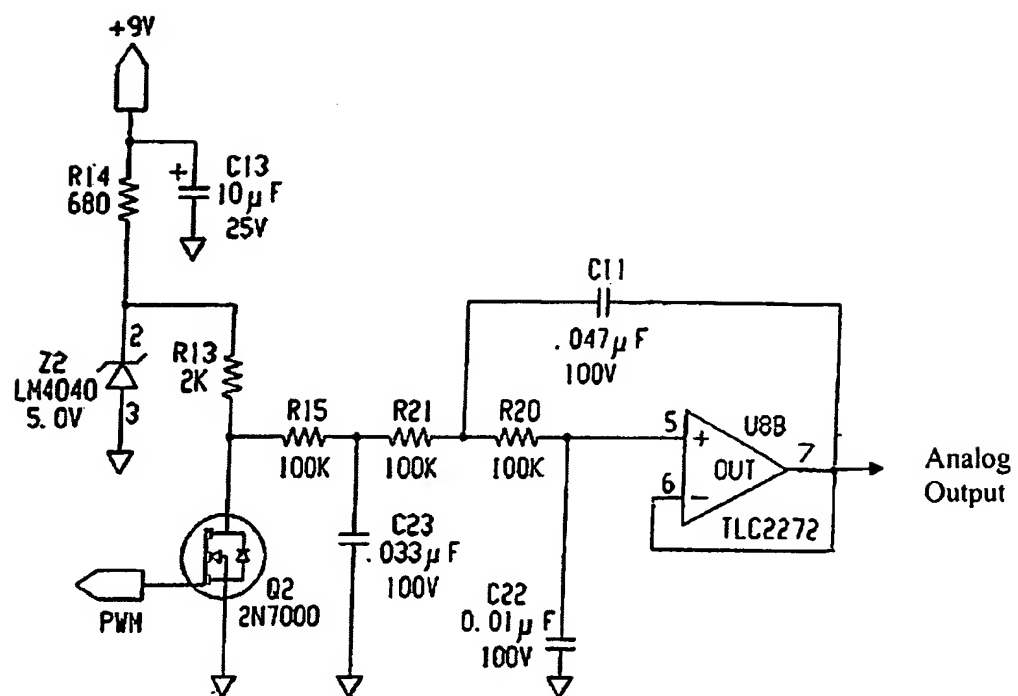 +9V
R14
680
+
C13
10µF
25V
C11
.047µF
100V
2
Z2
LM4040
5.0V
3
R13
2K
R15
100K
R21
100K
R20
100K
5
+
U8B
OUT
7
6
−
TLC2272
Analog
Output
C23
.033µF
100V
Q2
2N7000
PWM
C22
0.01µF
100V